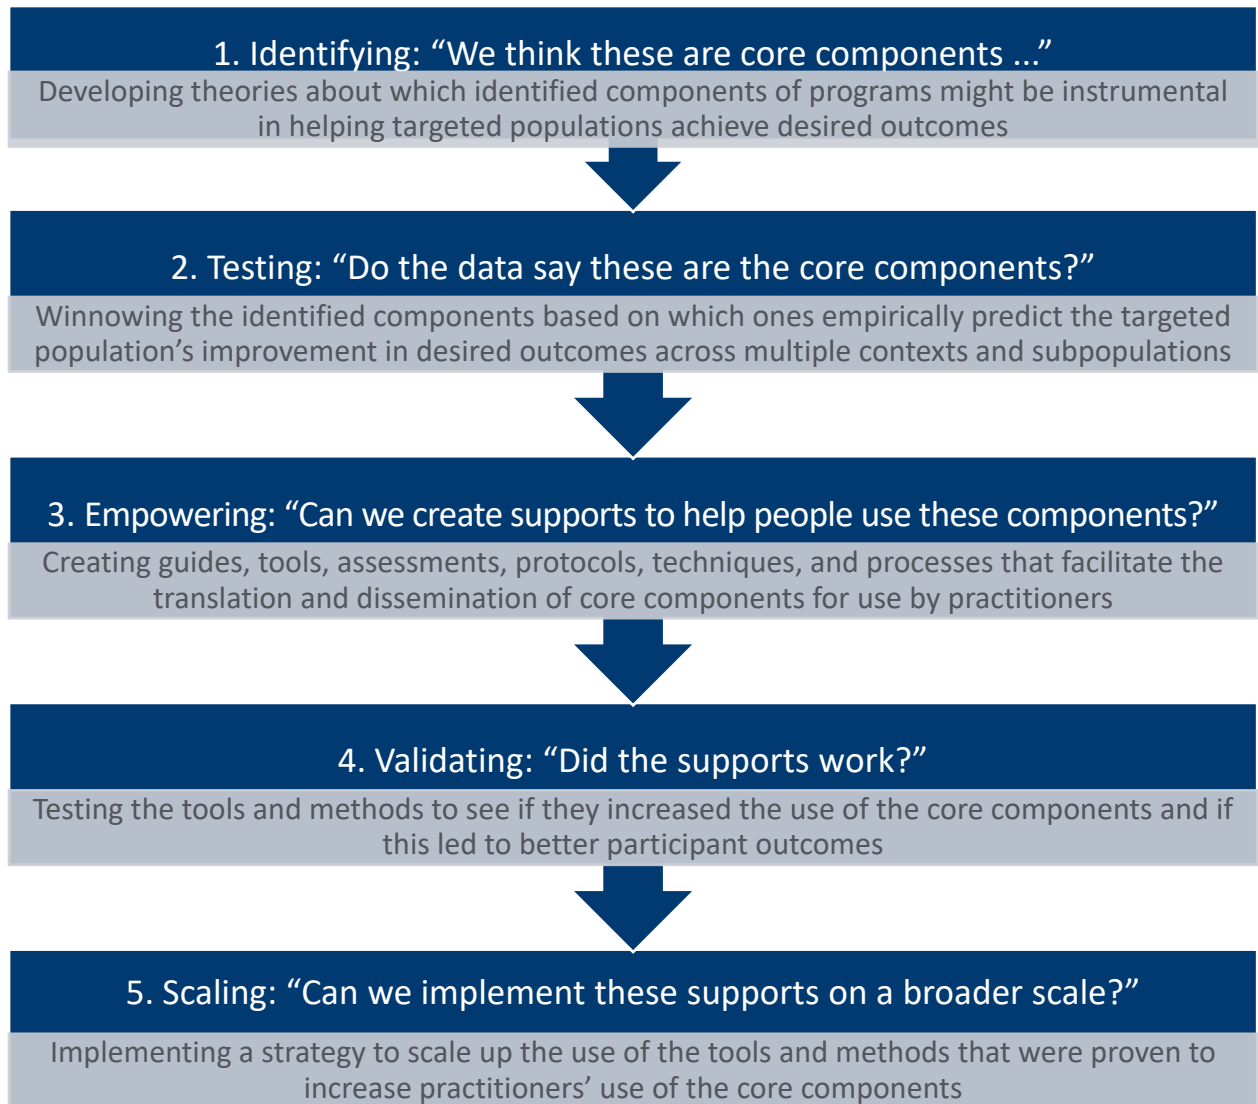 1. Identifying: “We think these are core components ...”
Developing theories about which identified components of programs might be instrumental
in helping targeted populations achieve desired outcomes
2. Testing: “Do the data say these are the core components?”
Winnowing the identified components based on which ones empirically predict the targeted
population’s improvement in desired outcomes across multiple contexts and subpopulations
3. Empowering: “Can we create supports to help people use these components?”
Creating guides, tools, assessments, protocols, techniques, and processes that facilitate the
translation and dissemination of core components for use by practitioners
4. Validating: “Did the supports work?”
Testing the tools and methods to see if they increased the use of the core components and if
this led to better participant outcomes
5. Scaling: “Can we implement these supports on a broader scale?”
Implementing a strategy to scale up the use of the tools and methods that were proven to
increase practitioners’ use of the core components